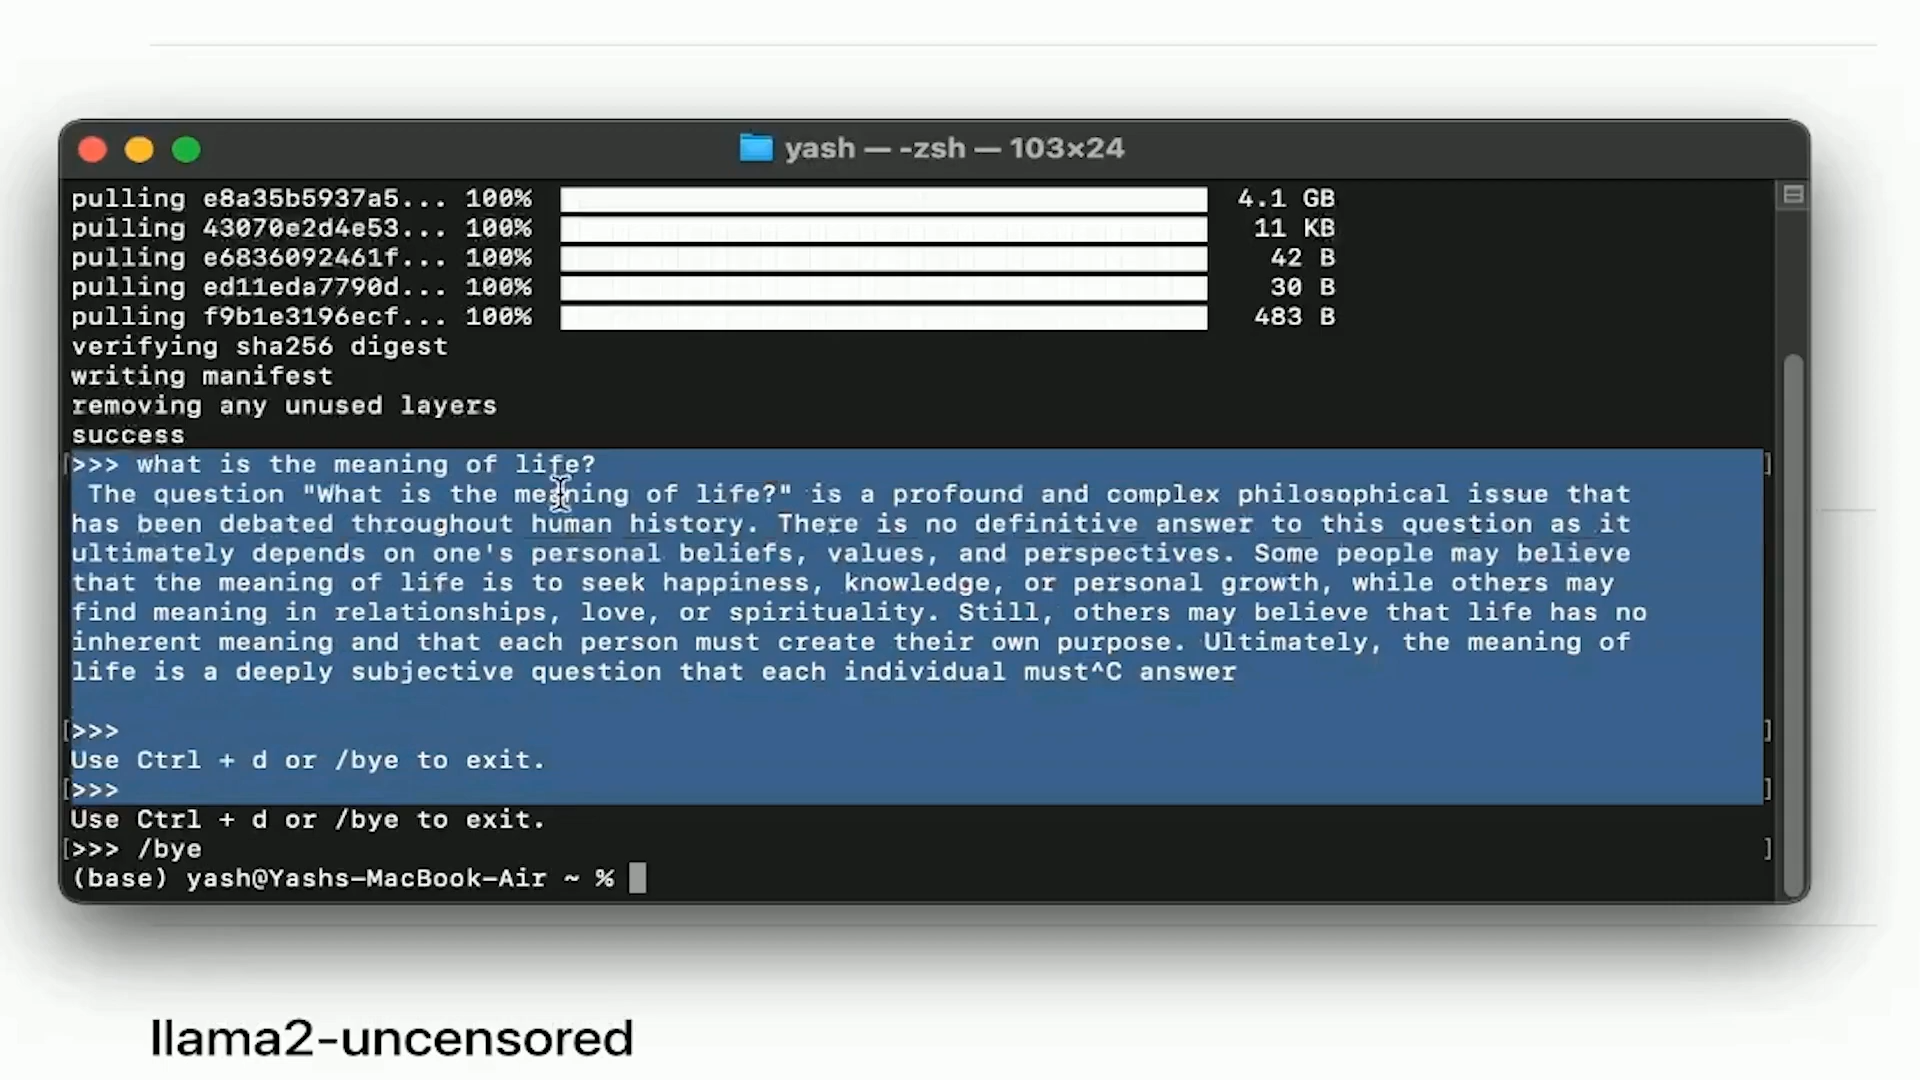 yash — -zsh — 103×24
pulling e8a35b5937a5... 100% 4.1 GB
pulling 43070e2d4e53... 100% 11 KB
pulling e6836092461f... 100% 42 B
pulling ed11eda7790d... 100% 30 B
pulling f9b1e3196ecf... 100% 483 B
verifying sha256 digest
writing manifest
removing any unused layers
success
[>>> what is the meaning of life? ]
The question "What is the meaning of life?" is a profound and complex philosophical issue that
has been debated throughout human history. There is no definitive answer to this question as it
ultimately depends on one's personal beliefs, values, and perspectives. Some people may believe
that the meaning of life is to seek happiness, knowledge, or personal growth, while others may
find meaning in relationships, love, or spirituality. Still, others may believe that life has no
inherent meaning and that each person must create their own purpose. Ultimately, the meaning of
life is a deeply subjective question that each individual must^C answer
[>>> ]
Use Ctrl + d or /bye to exit.
[>>> ]
Use Ctrl + d or /bye to exit.
[>>> /bye ]
(base) yash@Yashs-MacBook-Air ~ %
llama2-uncensored